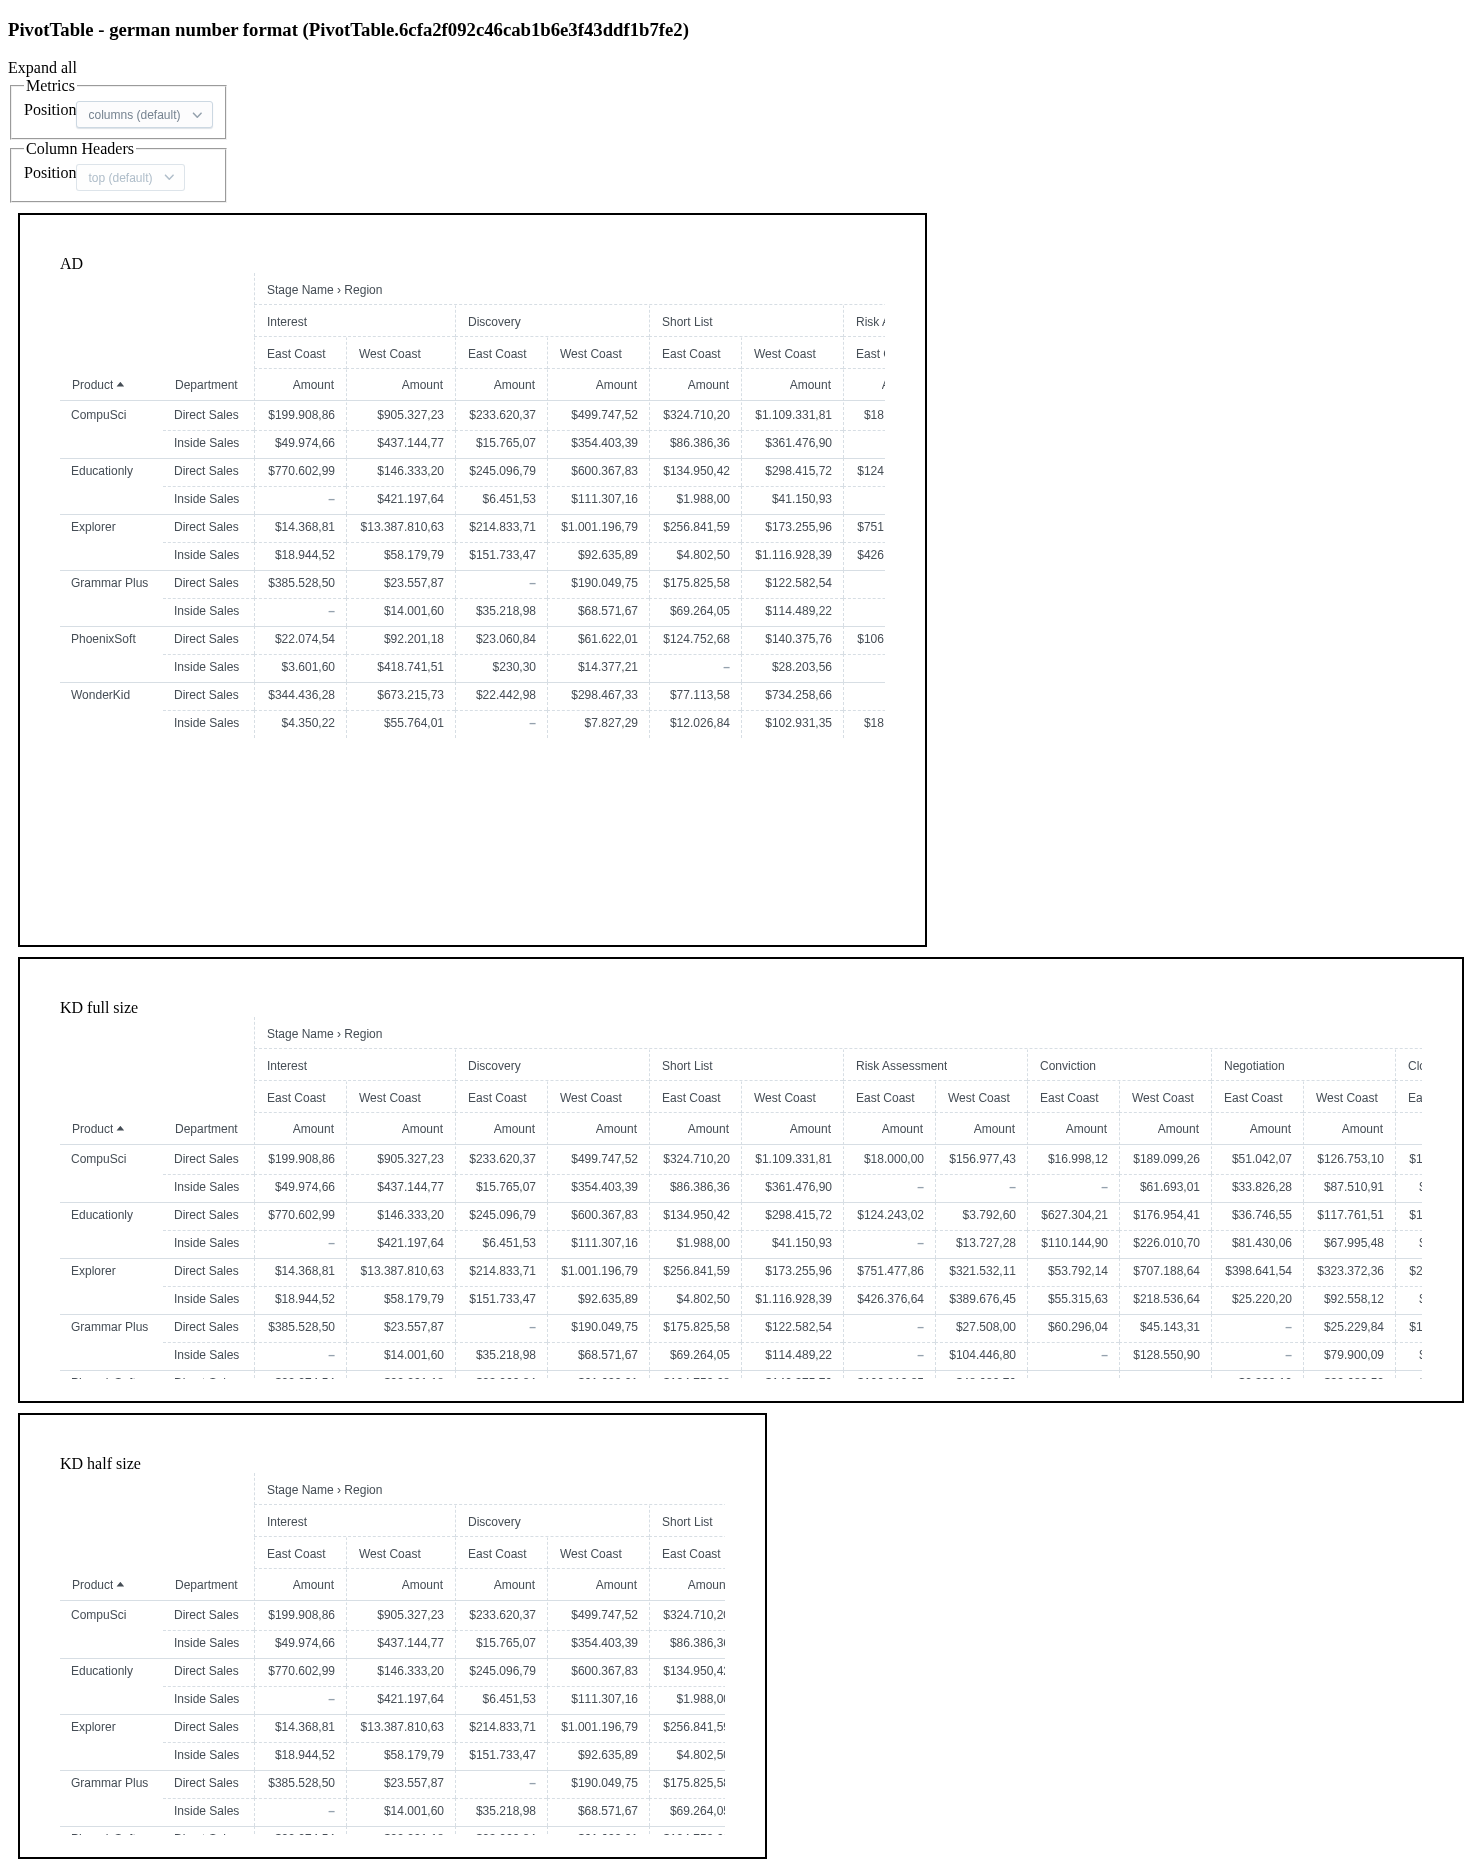 PivotTable - german number format (PivotTable.6cfa2f092c46cab1b6e3f43ddf1b7fe2)
Expand all
Metrics
Position columns (default)
Column Headers
Position top (default)
AD
Stage Name › Region
Interest Discovery Short List Risk
East Coast West Coast East Coast West Coast East Coast West Coast East
Product Department Amount Amount Amount Amount Amount Amount
CompuSci Direct Sales $199.908,86 $905.327,23 $233.620,37 $499.747,52 $324.710,20 $1.109.331,81 $18
Inside Sales $49.974,66 $437.144,77 $15.765,07 $354.403,39 $86.386,36 $361.476,90
Educationly Direct Sales $770.602,99 $146.333,20 $245.096,79 $600.367,83 $134.950,42 $298.415,72 $124
Inside Sales – $421.197,64 $6.451,53 $111.307,16 $1.988,00 $41.150,93
Explorer Direct Sales $14.368,81 $13.387.810,63 $214.833,71 $1.001.196,79 $256.841,59 $173.255,96 $751
Inside Sales $18.944,52 $58.179,79 $151.733,47 $92.635,89 $4.802,50 $1.116.928,39 $426
Grammar Plus Direct Sales $385.528,50 $23.557,87 – $190.049,75 $175.825,58 $122.582,54
Inside Sales – $14.001,60 $35.218,98 $68.571,67 $69.264,05 $114.489,22
PhoenixSoft Direct Sales $22.074,54 $92.201,18 $23.060,84 $61.622,01 $124.752,68 $140.375,76 $106
Inside Sales $3.601,60 $418.741,51 $230,30 $14.377,21 – $28.203,56
WonderKid Direct Sales $344.436,28 $673.215,73 $22.442,98 $298.467,33 $77.113,58 $734.258,66
Inside Sales $4.350,22 $55.764,01 – $7.827,29 $12.026,84 $102.931,35 $18
KD full size
Stage Name › Region
Interest Discovery Short List Risk Assessment Conviction Negotiation Clo
East Coast West Coast East Coast West Coast East Coast West Coast East Coast West Coast East Coast West Coast East Coast West Coast Ea
Product Department Amount Amount Amount Amount Amount Amount Amount Amount Amount Amount Amount Amount
CompuSci Direct Sales $199.908,86 $905.327,23 $233.620,37 $499.747,52 $324.710,20 $1.109.331,81 $18.000,00 $156.977,43 $16.998,12 $189.099,26 $51.042,07 $126.753,10 $1
Inside Sales $49.974,66 $437.144,77 $15.765,07 $354.403,39 $86.386,36 $361.476,90 – – – $61.693,01 $33.826,28 $87.510,91
Educationly Direct Sales $770.602,99 $146.333,20 $245.096,79 $600.367,83 $134.950,42 $298.415,72 $124.243,02 $3.792,60 $627.304,21 $176.954,41 $36.746,55 $117.761,51 $1
Inside Sales – $421.197,64 $6.451,53 $111.307,16 $1.988,00 $41.150,93 – $13.727,28 $110.144,90 $226.010,70 $81.430,06 $67.995,48
Explorer Direct Sales $14.368,81 $13.387.810,63 $214.833,71 $1.001.196,79 $256.841,59 $173.255,96 $751.477,86 $321.532,11 $53.792,14 $707.188,64 $398.641,54 $323.372,36 $2
Inside Sales $18.944,52 $58.179,79 $151.733,47 $92.635,89 $4.802,50 $1.116.928,39 $426.376,64 $389.676,45 $55.315,63 $218.536,64 $25.220,20 $92.558,12
Grammar Plus Direct Sales $385.528,50 $23.557,87 – $190.049,75 $175.825,58 $122.582,54 – $27.508,00 $60.296,04 $45.143,31 – $25.229,84 $1
Inside Sales – $14.001,60 $35.218,98 $68.571,67 $69.264,05 $114.489,22 – $104.446,80 – $128.550,90 – $79.900,09
KD half size
Stage Name › Region
Interest Discovery Short List
East Coast West Coast East Coast West Coast East Coast
Product Department Amount Amount Amount Amount Amoun
CompuSci Direct Sales $199.908,86 $905.327,23 $233.620,37 $499.747,52 $324.710,20
Inside Sales $49.974,66 $437.144,77 $15.765,07 $354.403,39 $86.386,36
Educationly Direct Sales $770.602,99 $146.333,20 $245.096,79 $600.367,83 $134.950,42
Inside Sales – $421.197,64 $6.451,53 $111.307,16 $1.988,00
Explorer Direct Sales $14.368,81 $13.387.810,63 $214.833,71 $1.001.196,79 $256.841,59
Inside Sales $18.944,52 $58.179,79 $151.733,47 $92.635,89 $4.802,50
Grammar Plus Direct Sales $385.528,50 $23.557,87 – $190.049,75 $175.825,58
Inside Sales – $14.001,60 $35.218,98 $68.571,67 $69.264,05